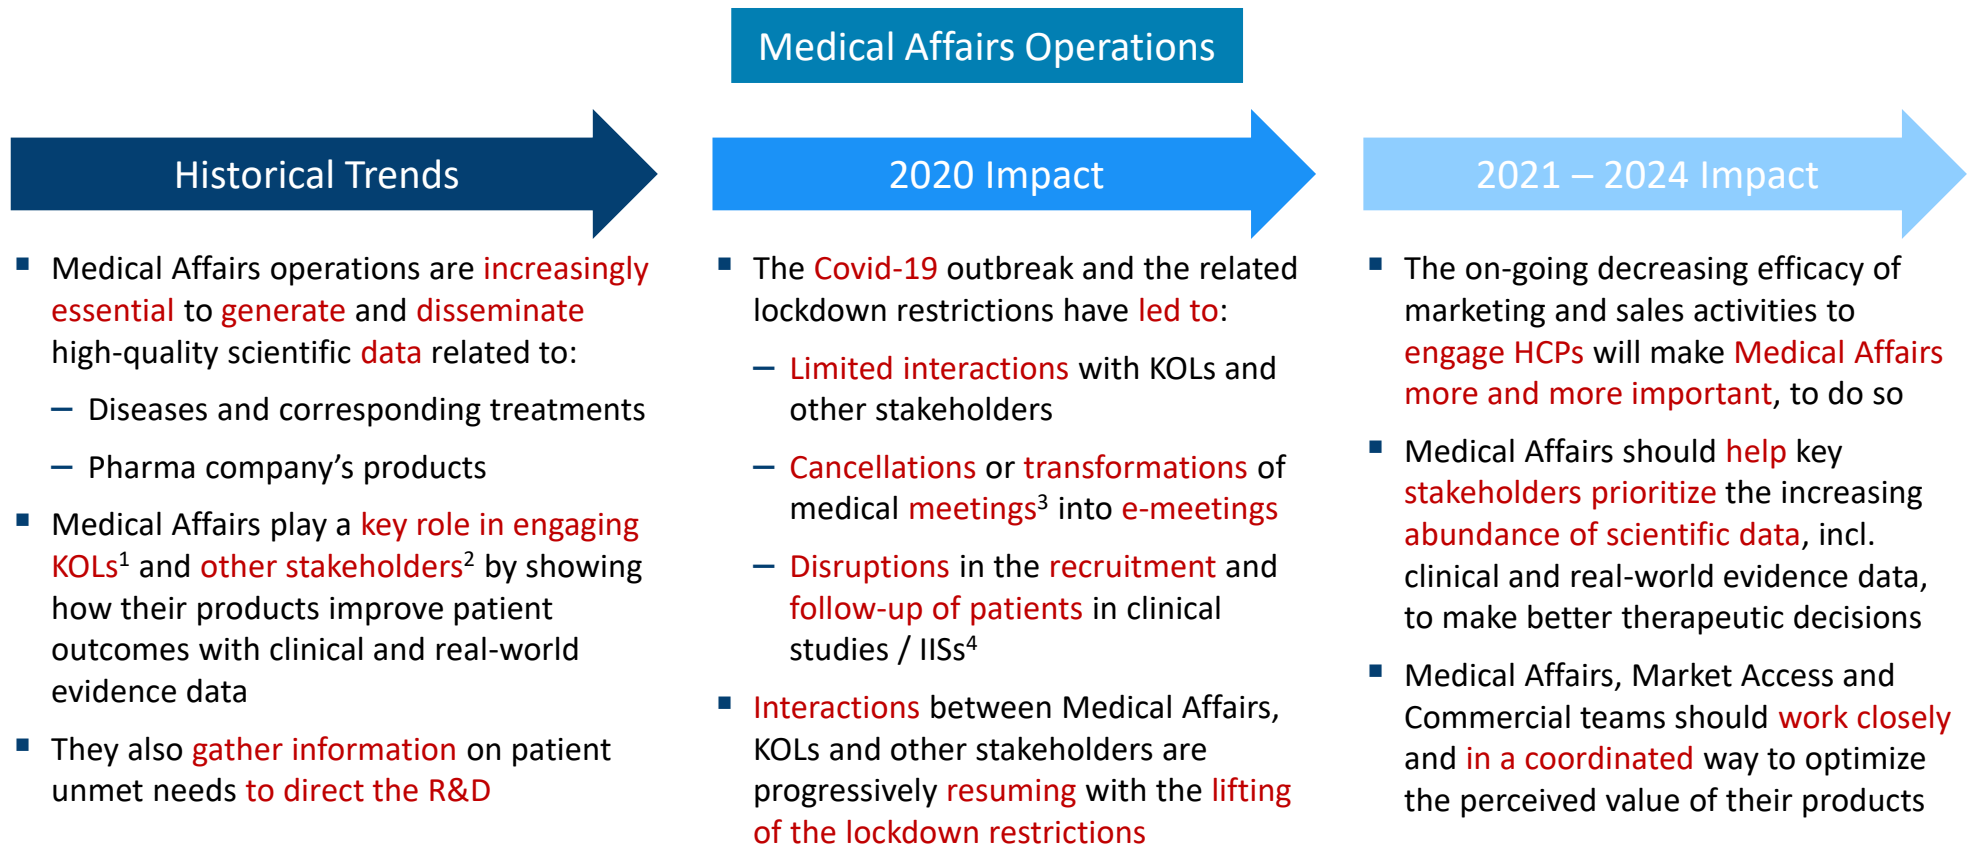 Medical Affairs Operations
Historical Trends
▪ Medical Affairs operations are increasingly
essential to generate and disseminate
high-quality scientific data related to:
– Diseases and corresponding treatments
– Pharma company’s products
▪ Medical Affairs play a key role in engaging
KOLs¹ and other stakeholders² by showing
how their products improve patient
outcomes with clinical and real-world
evidence data
▪ They also gather information on patient
unmet needs to direct the R&D
2020 Impact
▪ The Covid-19 outbreak and the related
lockdown restrictions have led to:
– Limited interactions with KOLs and
other stakeholders
– Cancellations or transformations of
medical meetings³ into e-meetings
– Disruptions in the recruitment and
follow-up of patients in clinical
studies / IISs⁴
▪ Interactions between Medical Affairs,
KOLs and other stakeholders are
progressively resuming with the lifting
of the lockdown restrictions
2021 – 2024 Impact
▪ The on-going decreasing efficacy of
marketing and sales activities to
engage HCPs will make Medical Affairs
more and more important, to do so
▪ Medical Affairs should help key
stakeholders prioritize the increasing
abundance of scientific data, incl.
clinical and real-world evidence data,
to make better therapeutic decisions
▪ Medical Affairs, Market Access and
Commercial teams should work closely
and in a coordinated way to optimize
the perceived value of their products